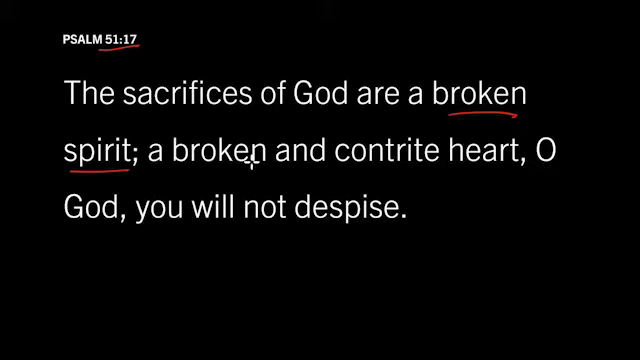 PSALM 51:17
The sacrifices of God are a broken
spirit; a broken and contrite heart, O
God, you will not despise.